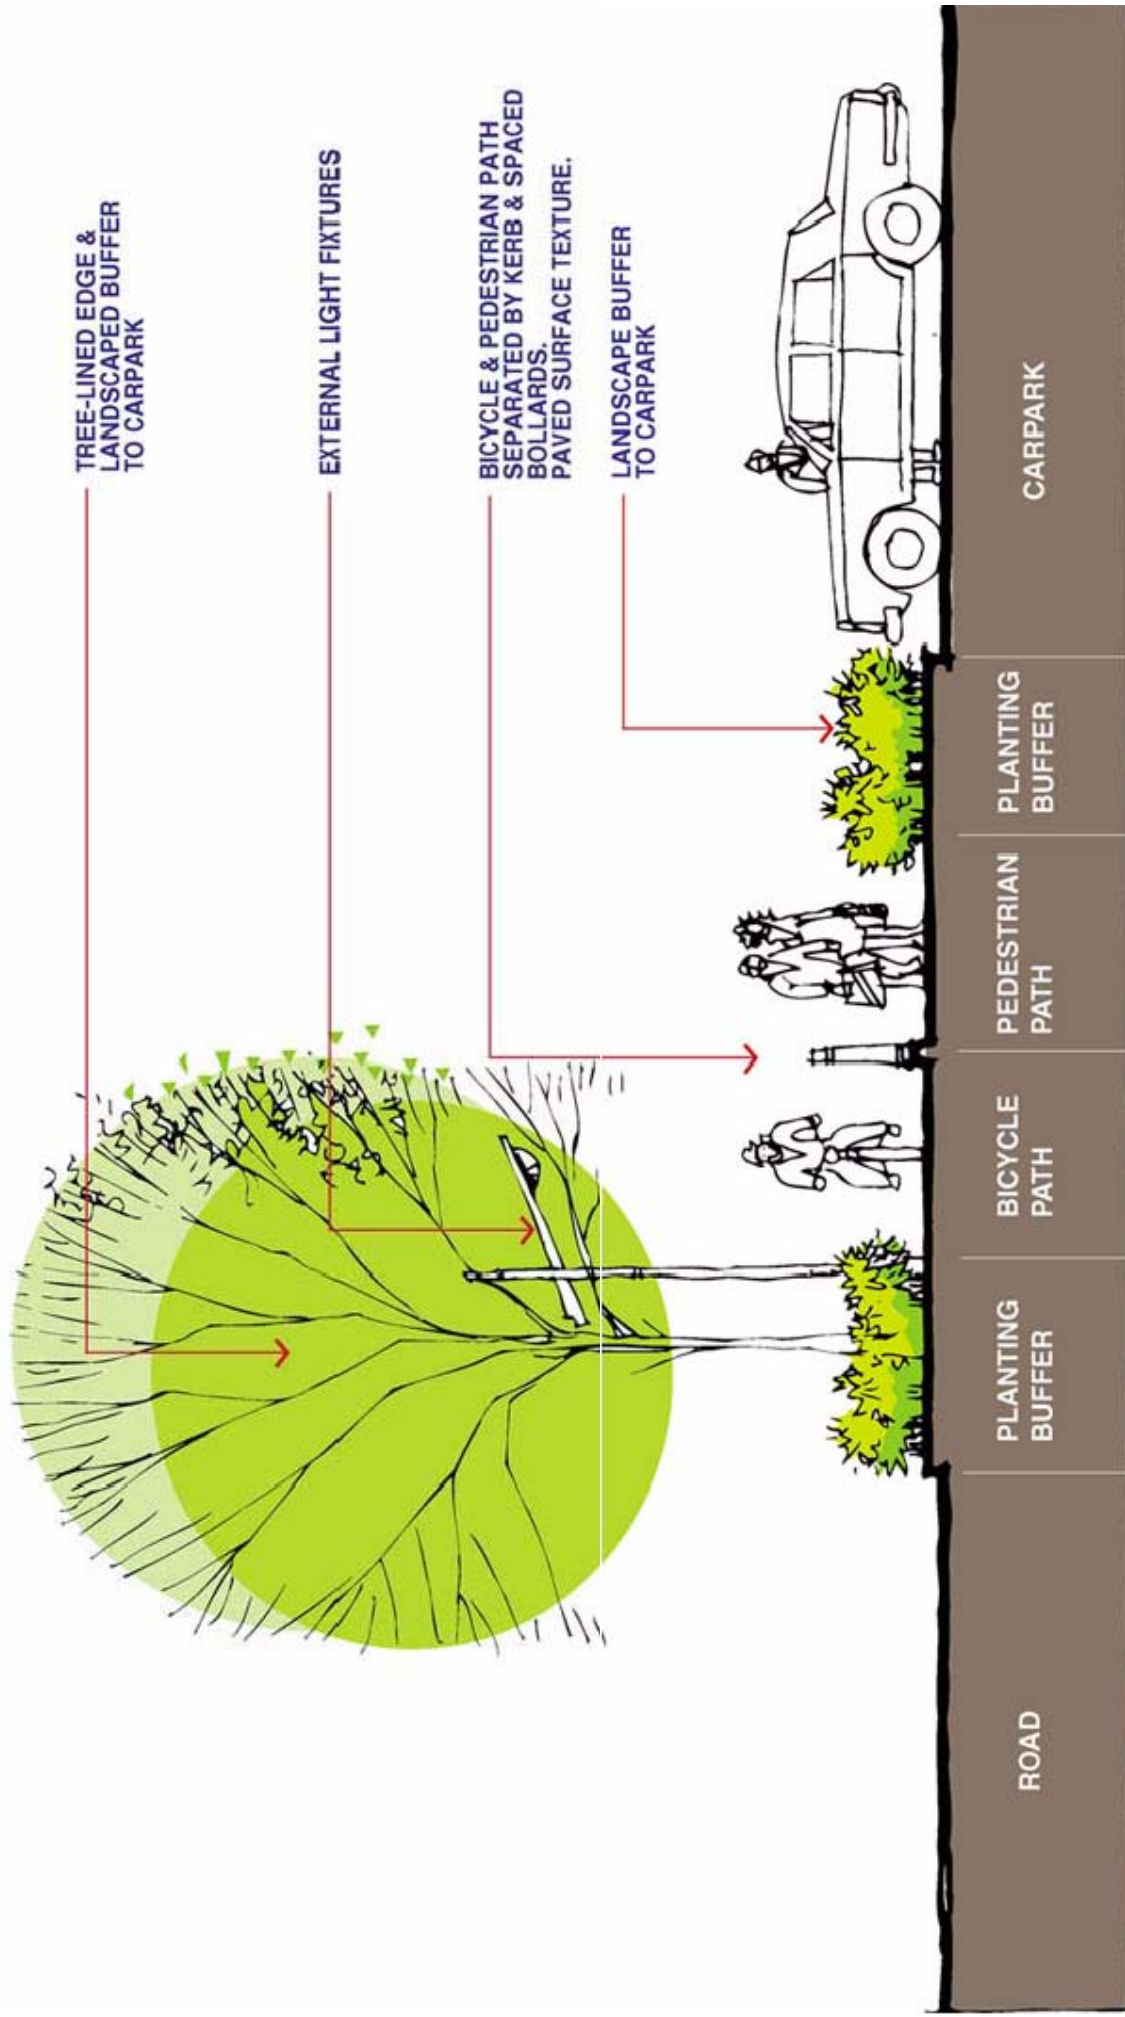 TREE-LINED EDGE &
LANDSCAPED BUFFER
TO CARPARK
EXTERNAL LIGHT FIXTURES
BICYCLE & PEDESTRIAN PATH
SEPARATED BY KERB & SPACED
BOLLARDS.
PAVED SURFACE TEXTURE.
LANDSCAPE BUFFER
TO CARPARK
ROAD
PLANTING
BUFFER
BICYCLE
PATH
PEDESTRIAN
PATH
PLANTING
BUFFER
CARPARK